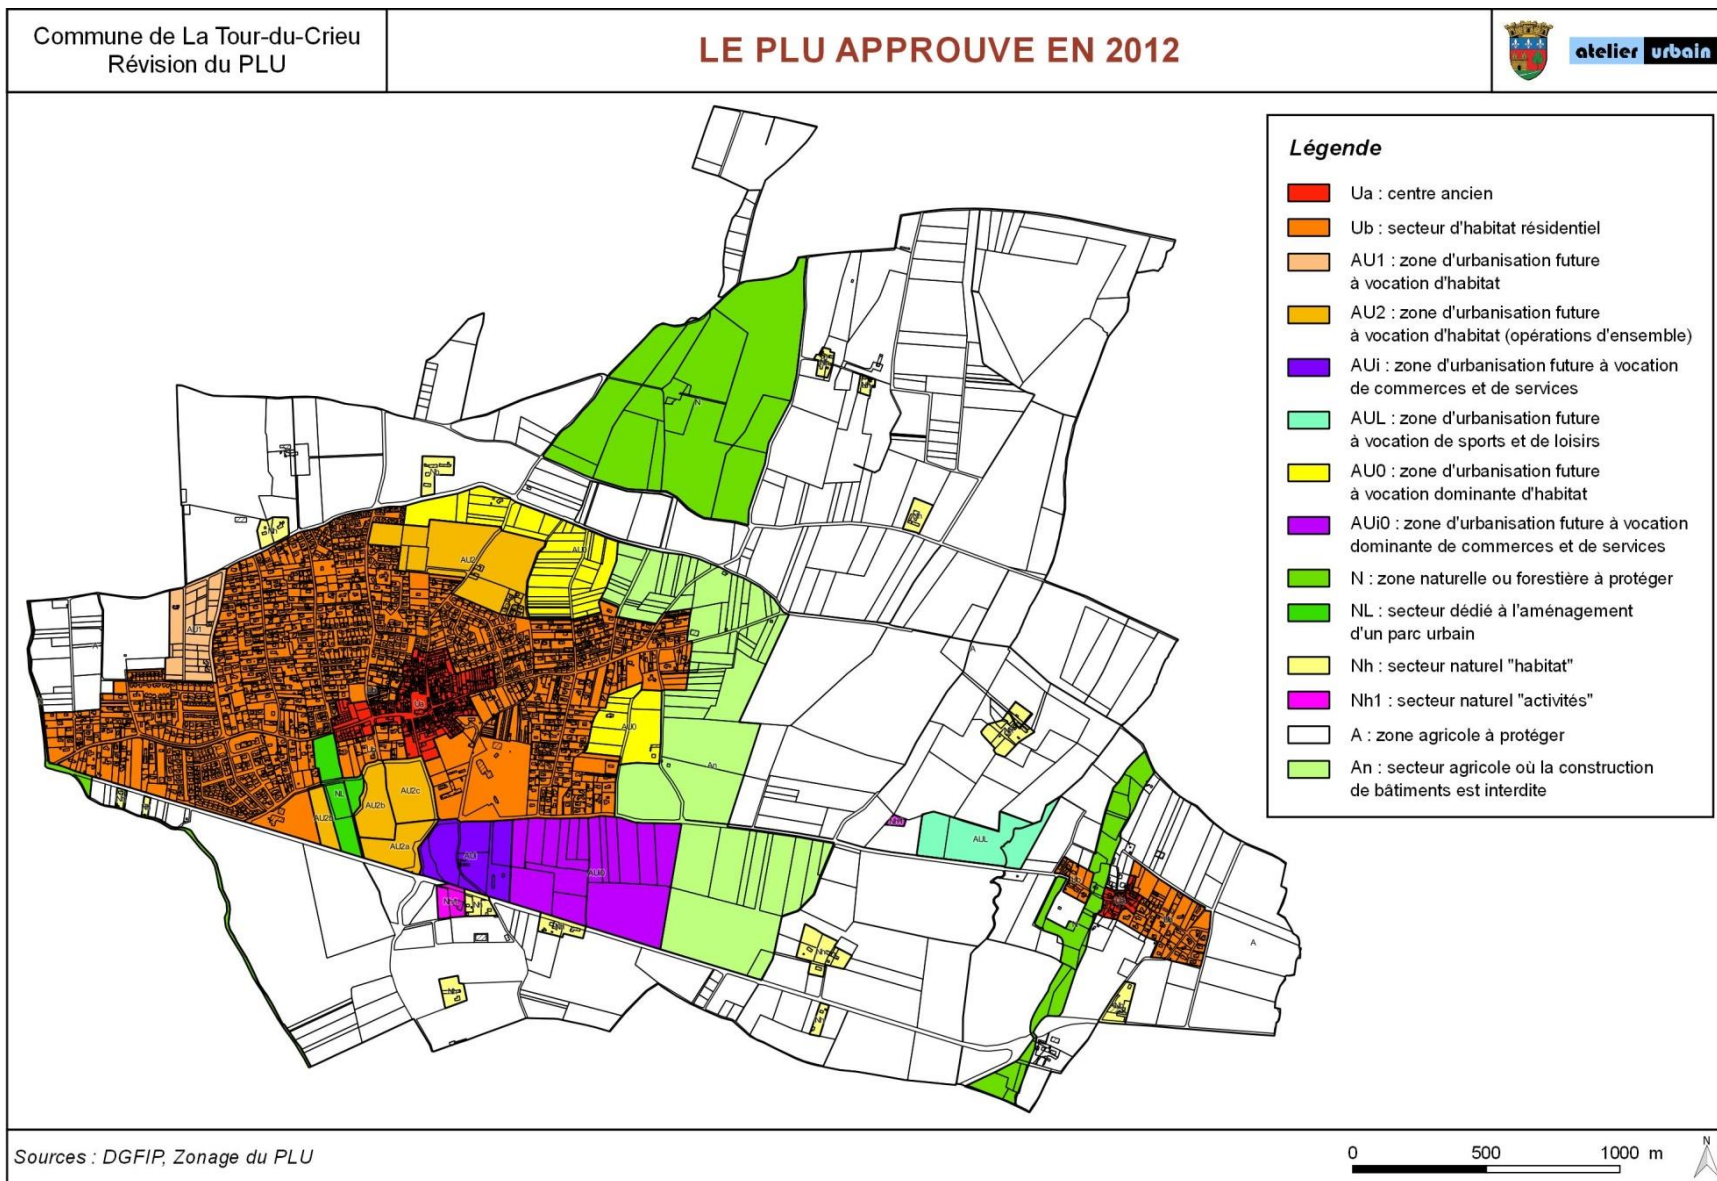 Commune de La Tour-du-Crieu
Révision du PLU
LE PLU APPROUVE EN 2012
atelier urbain
Légende
Ua : centre ancien
Ub : secteur d'habitat résidentiel
AU1 : zone d'urbanisation future
à vocation d'habitat
AU2 : zone d'urbanisation future
à vocation d'habitat (opérations d'ensemble)
AUi : zone d'urbanisation future à vocation
de commerces et de services
AUL : zone d'urbanisation future
à vocation de sports et de loisirs
AU0 : zone d'urbanisation future
à vocation dominante d'habitat
AUi0 : zone d'urbanisation future à vocation
dominante de commerces et de services
N : zone naturelle ou forestière à protéger
NL : secteur dédié à l'aménagement
d'un parc urbain
Nh : secteur naturel "habitat"
Nh1 : secteur naturel "activités"
A : zone agricole à protéger
An : secteur agricole où la construction
de bâtiments est interdite
N
Nh
AU2
AU0
AU1
A
A
Ua
AU0
An
NL
AU2b
AU2c
AU2a
AUi
AUi0
AUL
A
Sources : DGFIP, Zonage du PLU
0 500 1000 m
N